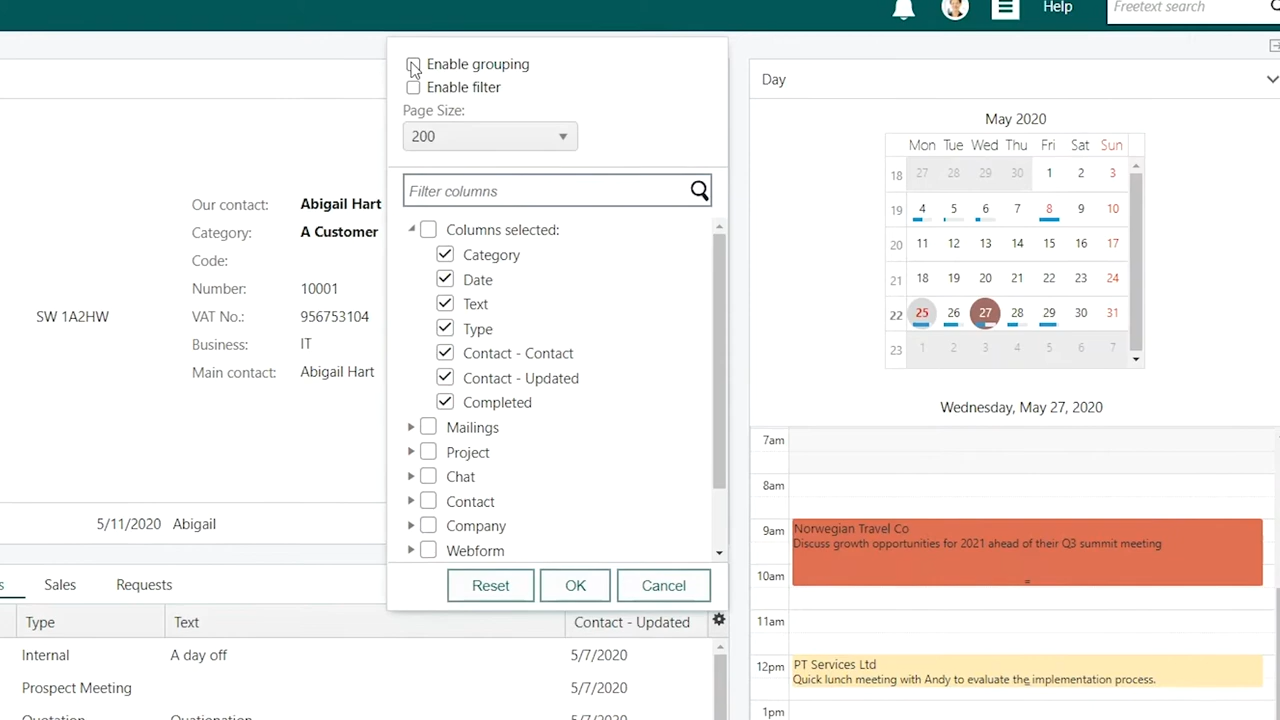 Help
Freetext search
Enable grouping
Enable filter
Page Size:
200
Filter columns
Columns selected:
Category
Date
Text
Type
Contact - Contact
Contact - Updated
Completed
Mailings
Project
Chat
Contact
Company
Webform
Reset OK Cancel
Our contact: Abigail Hart
Category: A Customer
Code:
Number: 10001
SW 1A2HW
VAT No.: 956753104
Business: IT
Main contact: Abigail Hart
5/11/2020 Abigail
s Sales Requests
Type Text Contact - Updated
Internal A day off 5/7/2020
Prospect Meeting 5/7/2020
Quotation Quationation 5/7/2020
Day
May 2020
Mon Tue Wed Thu Fri Sat Sun
18 27 28 29 30 1 2 3
19 4 5 6 7 8 9 10
20 11 12 13 14 15 16 17
21 18 19 20 21 22 23 24
22 25 26 27 28 29 30 31
23 1 2 3 4 5 6 7
Wednesday, May 27, 2020
7am
8am
9am Norwegian Travel Co
Discuss growth opportunities for 2021 ahead of their Q3 summit meeting
10am
11am
12pm PT Services Ltd
Quick lunch meeting with Andy to evaluate the implementation process.
1pm